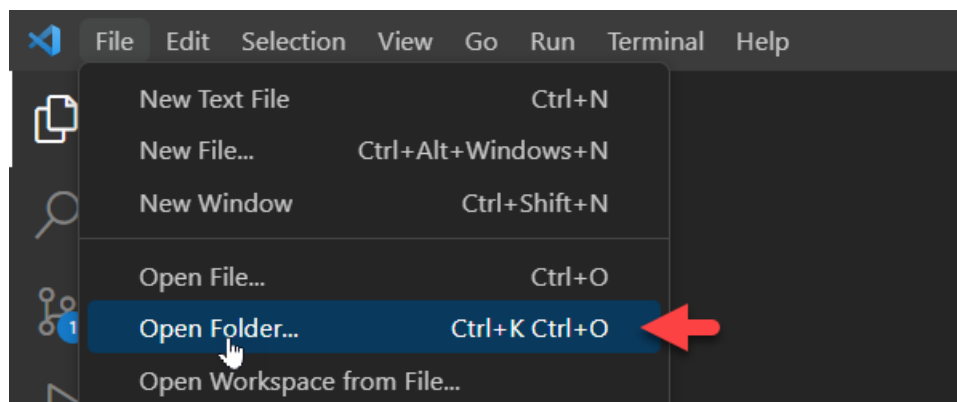 File Edit Selection View Go Run Terminal Help
New Text File Ctrl+N
New File... Ctrl+Alt+Windows+N
New Window Ctrl+Shift+N
Open File... Ctrl+O
Open Folder... Ctrl+K Ctrl+O
1
Open Workspace from File...